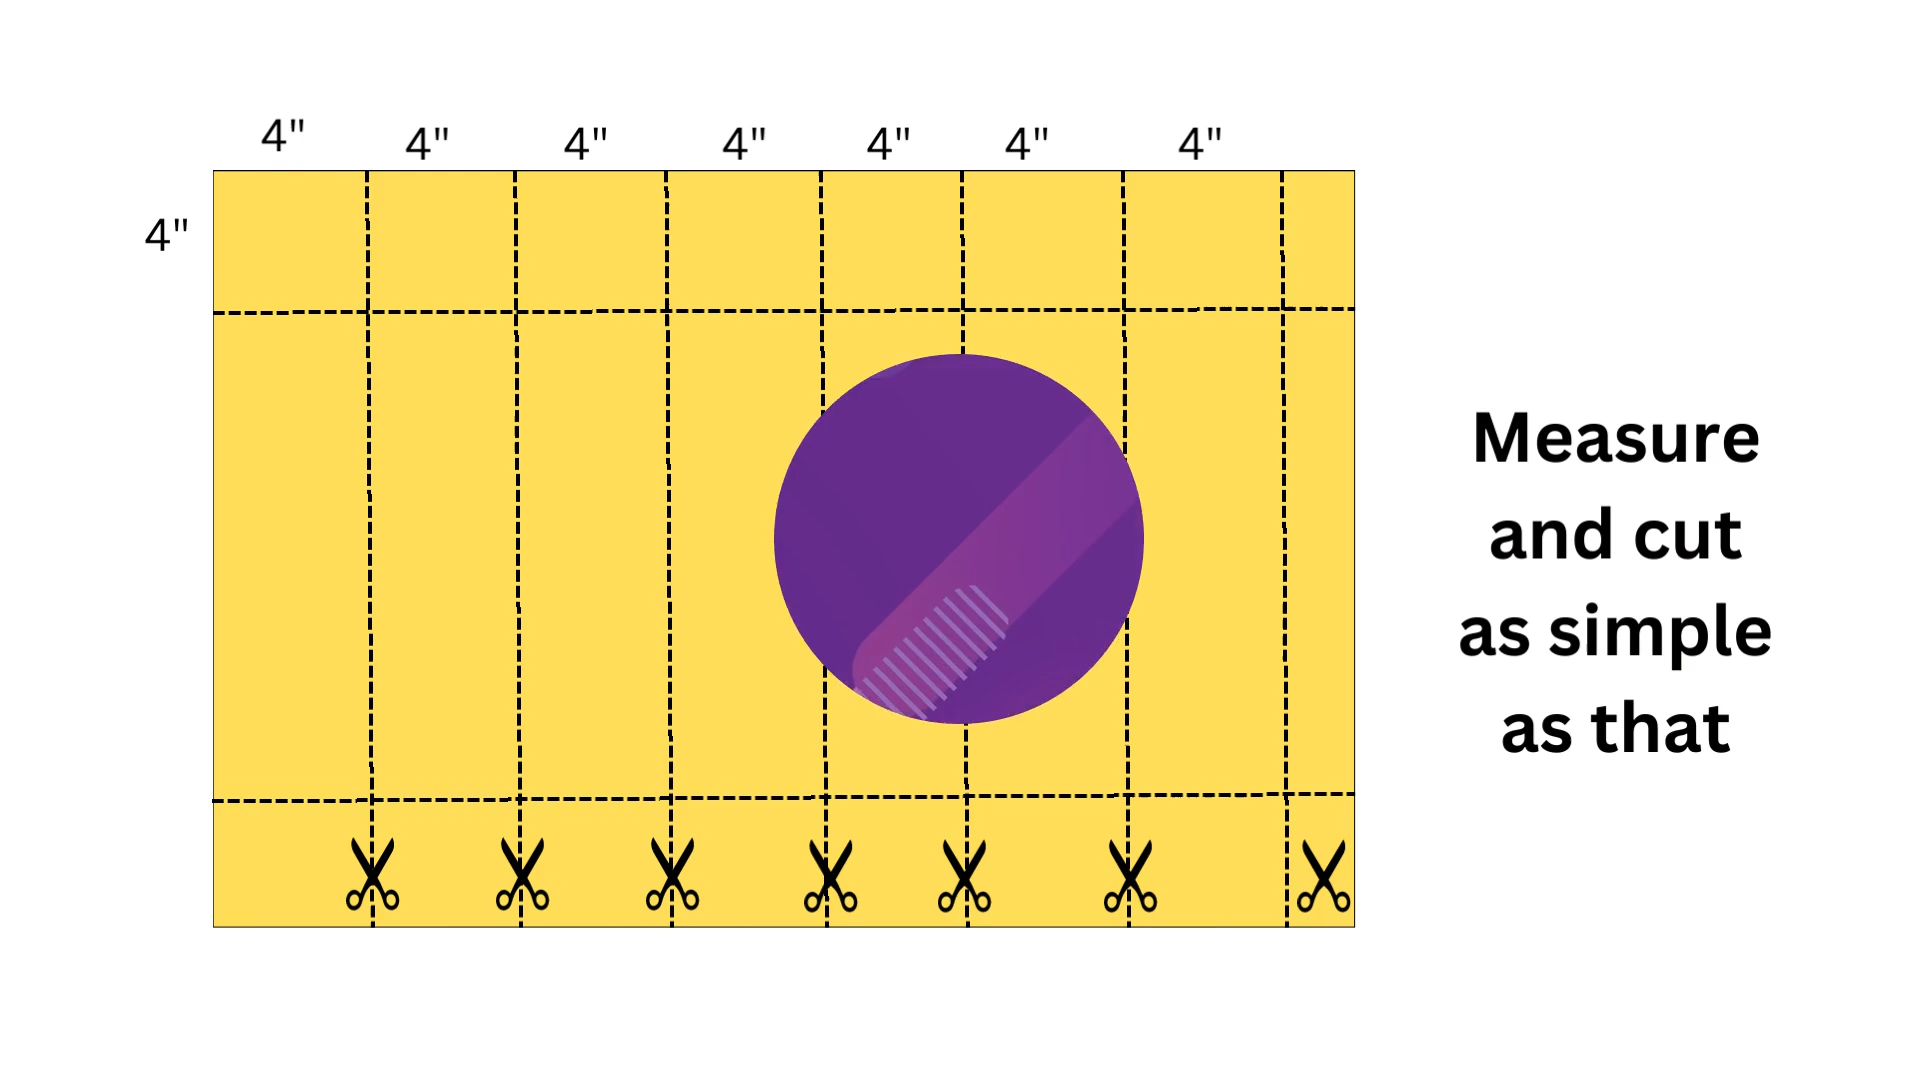 4" 4" 4" 4" 4" 4" 4"
4"
Measure
and cut
as simple
as that